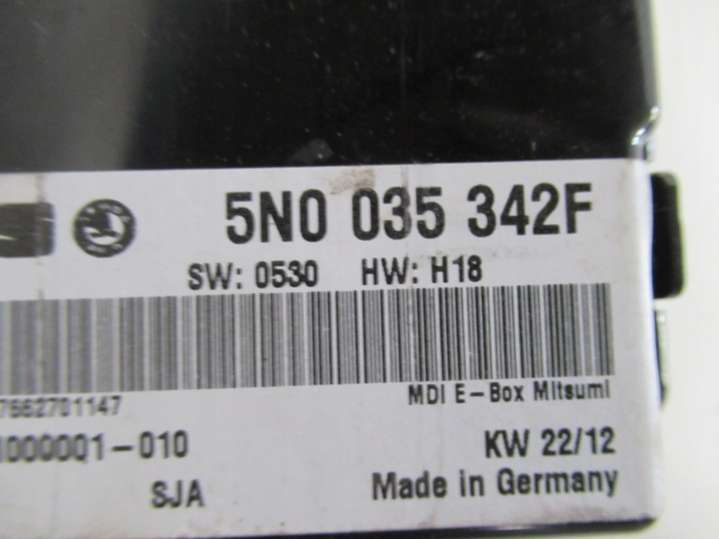 5N0 035 342F
SW: 0530 HW: H18
7662701147
MDI E-Box Mitsumi
1000001-010
KW 22/12
SJA
Made in Germany